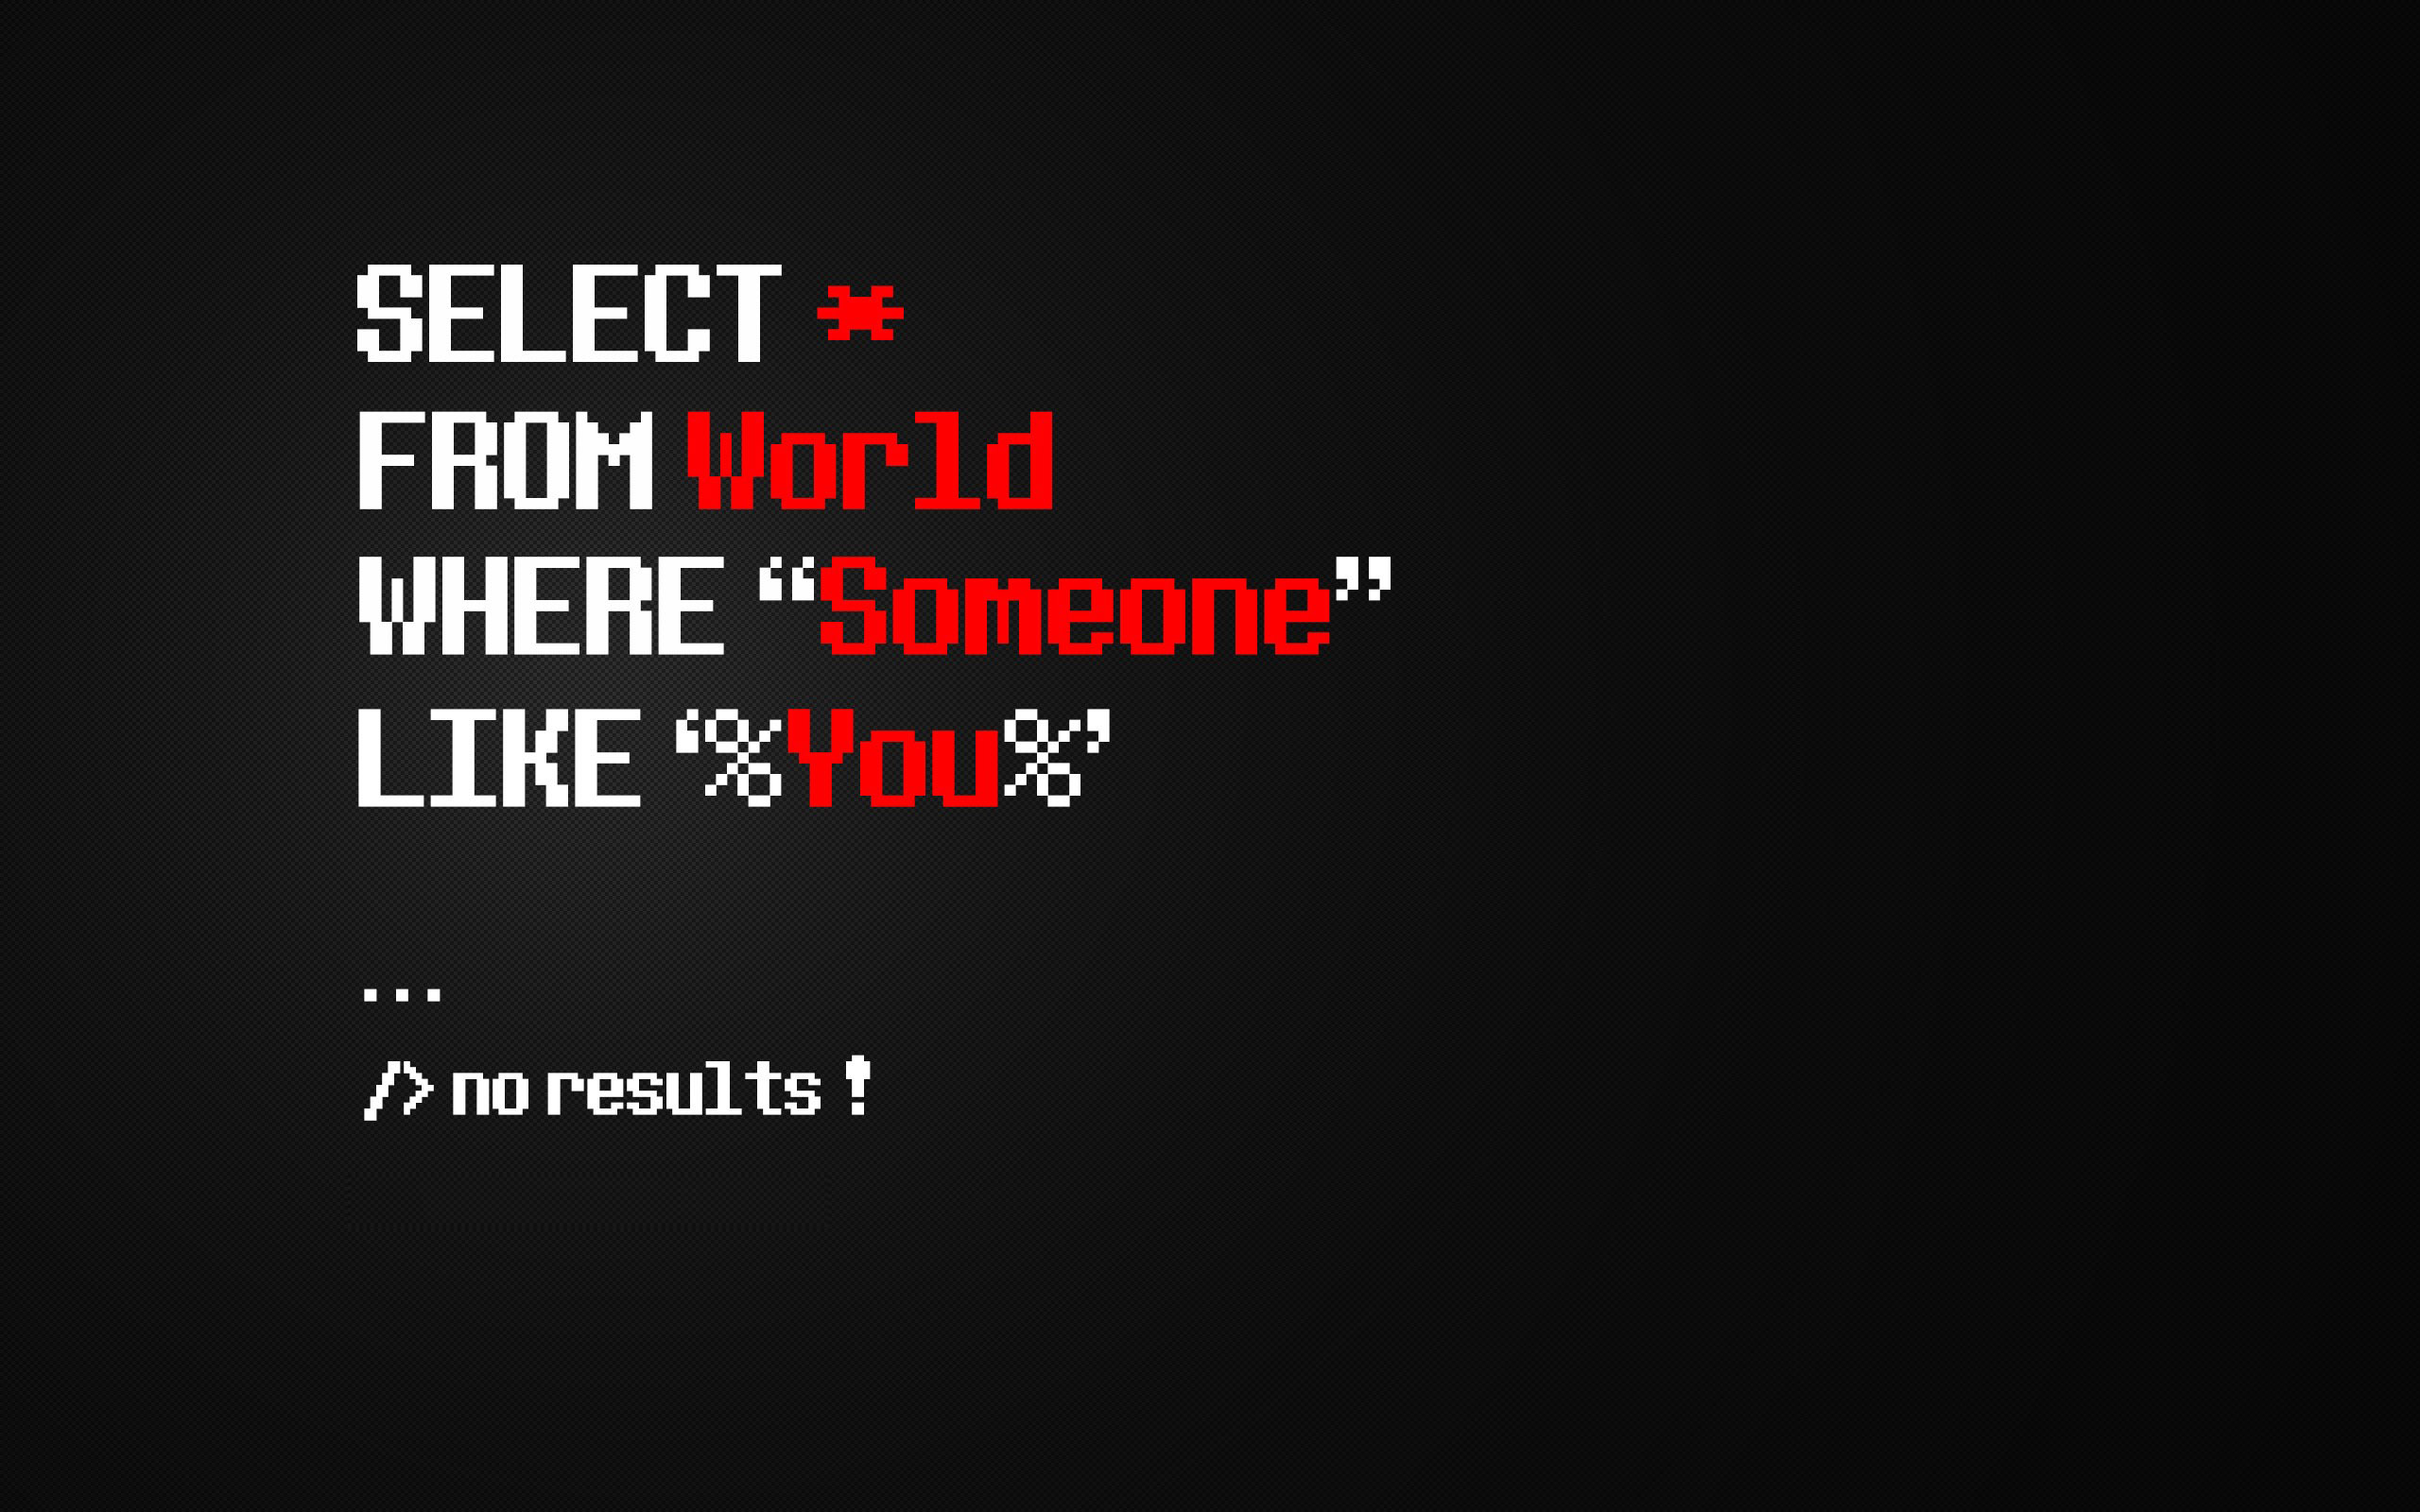 SELECT *
FROM World
WHERE “Someone”
LIKE ‘%You%’
...
/> no results !